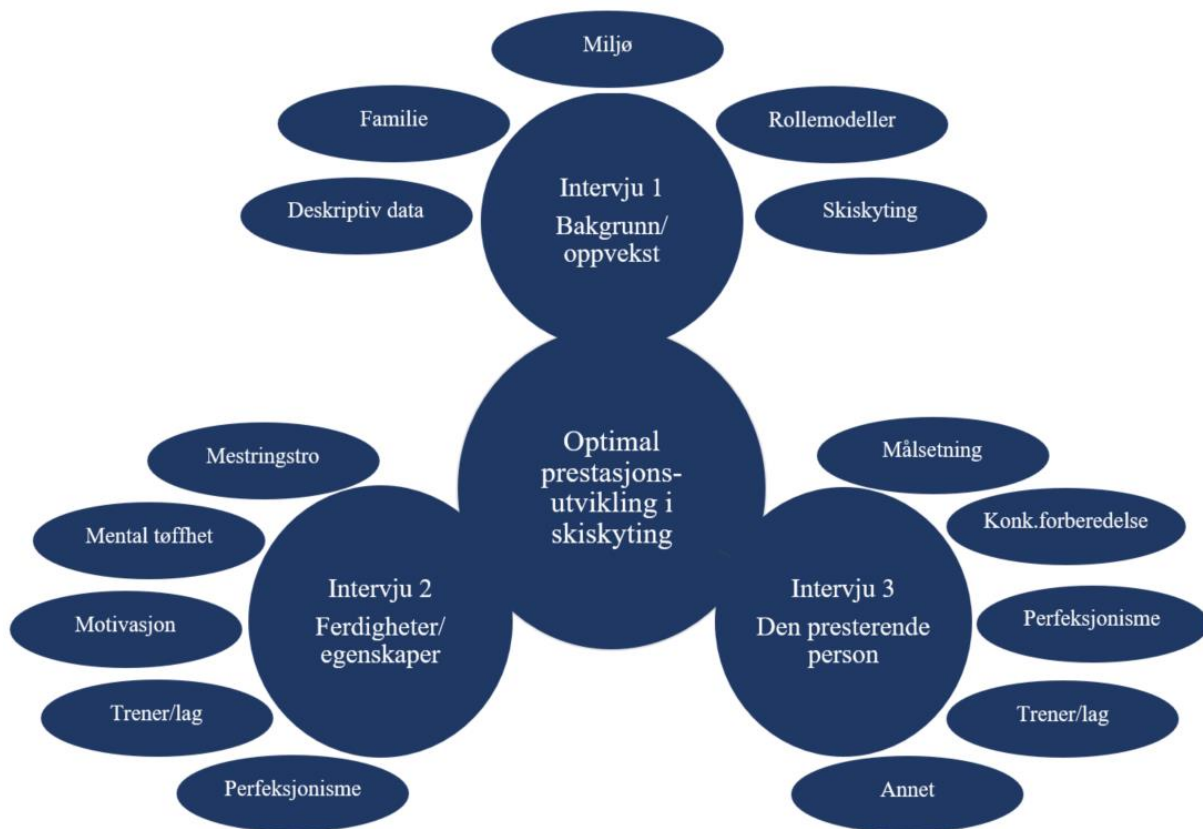 Miljø
Familie
Rollemodeller
Deskriptiv data
Skiskyting
Intervju 1
Bakgrunn/
oppvekst
Optimal
prestasjons-
utvikling i
skiskyting
Mestringstro
Mental tøffhet
Motivasjon
Trener/lag
Perfeksjonisme
Intervju 2
Ferdigheter/
egenskaper
Målsetning
Konk.forberedelse
Perfeksjonisme
Trener/lag
Annet
Intervju 3
Den presterende
person